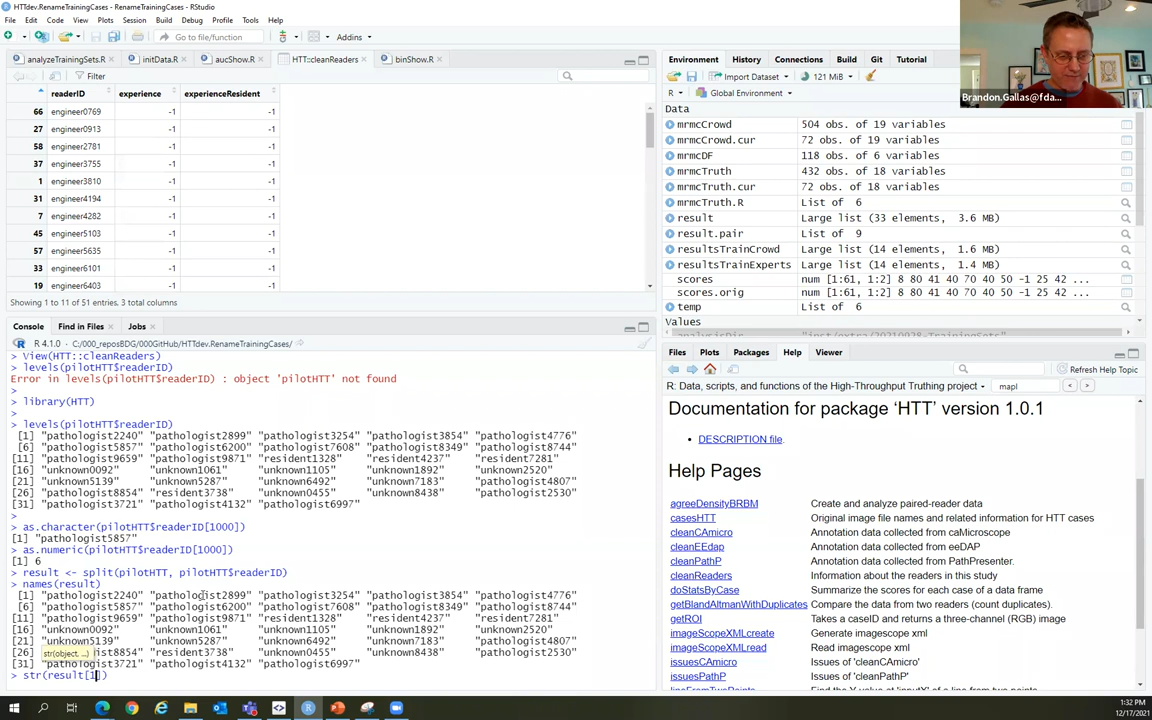 HTTdev.RenameTrainingCases - RenameTrainingCases - RStudio
File Edit Code View Plots Session Build Debug Profile Tools Help
Go to file/function Addins
analyzeTrainingSets.R initData.R aucShow.R HTT::cleanReaders binShow.R
Filter
readerID experience experienceResident
66 engineer0769 -1 -1
27 engineer0913 -1 -1
58 engineer2781 -1 -1
37 engineer3755 -1 -1
1 engineer3810 -1 -1
31 engineer4194 -1 -1
7 engineer4282 -1 -1
45 engineer5103 -1 -1
57 engineer5635 -1 -1
33 engineer6101 -1 -1
19 engineer6403 -1 -1
Showing 1 to 11 of 51 entries, 3 total columns
Console Find in Files Jobs
R 4.1.0 · C:/000_reposBDG/000GitHub/HTTdev.RenameTrainingCases/
> View(HTT::cleanReaders)
> levels(pilotHTT$readerID)
Error in levels(pilotHTT$readerID) : object 'pilotHTT' not found
>
> library(HTT)
>
> levels(pilotHTT$readerID)
[1] "pathologist2240" "pathologist2899" "pathologist3254" "pathologist3854" "pathologist4776"
[6] "pathologist5857" "pathologist6200" "pathologist7608" "pathologist8349" "pathologist8744"
[11] "pathologist9659" "pathologist9871" "resident1328" "resident4237" "resident7281"
[16] "unknown0092" "unknown1061" "unknown1105" "unknown1892" "unknown2520"
[21] "unknown5139" "unknown5287" "unknown6492" "unknown7183" "pathologist4807"
[26] "pathologist8854" "resident3738" "unknown0455" "unknown8438" "pathologist2530"
[31] "pathologist3721" "pathologist4132" "pathologist6997"
>
> as.character(pilotHTT$readerID[1000])
[1] "pathologist5857"
> as.numeric(pilotHTT$readerID[1000])
[1] 6
> result <- split(pilotHTT, pilotHTT$readerID)
> names(result)
[1] "pathologist2240" "pathologist2899" "pathologist3254" "pathologist3854" "pathologist4776"
[6] "pathologist5857" "pathologist6200" "pathologist7608" "pathologist8349" "pathologist8744"
[11] "pathologist9659" "pathologist9871" "resident1328" "resident4237" "resident7281"
[16] "unknown0092" "unknown1061" "unknown1105" "unknown1892" "unknown2520"
[21] "unknown5139" "unknown5287" "unknown6492" "unknown7183" "pathologist4807"
[26] 8854" "resident3738" "unknown0455" "unknown8438" "pathologist2530"
str(object, ...)
[31] "pathologist3721" "pathologist4132" "pathologist6997"
> str(result[1])
Environment History Connections Build Git Tutorial
Import Dataset 121 MiB
R Global Environment
Data
mrmcCrowd 504 obs. of 19 variables
mrmcCrowd.cur 72 obs. of 19 variables
mrmcDF 118 obs. of 6 variables
mrmcTruth 432 obs. of 18 variables
mrmcTruth.cur 72 obs. of 18 variables
mrmcTruth.R List of 6
result Large list (33 elements, 3.6 MB)
result.pair List of 9
resultsTrainCrowd Large list (14 elements, 1.6 MB)
resultsTrainExperts Large list (14 elements, 1.4 MB)
scores num [1:61, 1:2] 8 80 41 40 70 40 50 -1 25 42 ...
scores.orig num [1:61, 1:2] 8 80 41 40 70 40 50 -1 25 42 ...
temp List of 6
Values
Files Plots Packages Help Viewer
Refresh Help Topic
R: Data, scripts, and functions of the High-Throughput Truthing project mapl
Documentation for package ‘HTT’ version 1.0.1
• DESCRIPTION file.
Help Pages
agreeDensityBRBM Create and analyze paired-reader data
casesHTT Original image file names and related information for HTT cases
cleanCAmicro Annotation data collected from caMicroscope
cleanEEdap Annotation data collected from eeDAP
cleanPathP Annotation data collected from PathPresenter.
cleanReaders Information about the readers in this study
doStatsByCase Summarize the scores for each case of a data frame
getBlandAltmanWithDuplicates Compare the data from two readers (count duplicates).
getROI Takes a caseID and returns a three-channel (RGB) image
imageScopeXMLcreate Generate imagescope xml
imageScopeXMLread Read imagescope xml
issuesCAmicro Issues of 'cleanCAmicro'
issuesPathP Issues of 'cleanPathP'
Brandon.Gallas@fda...
1:32 PM
12/17/2021